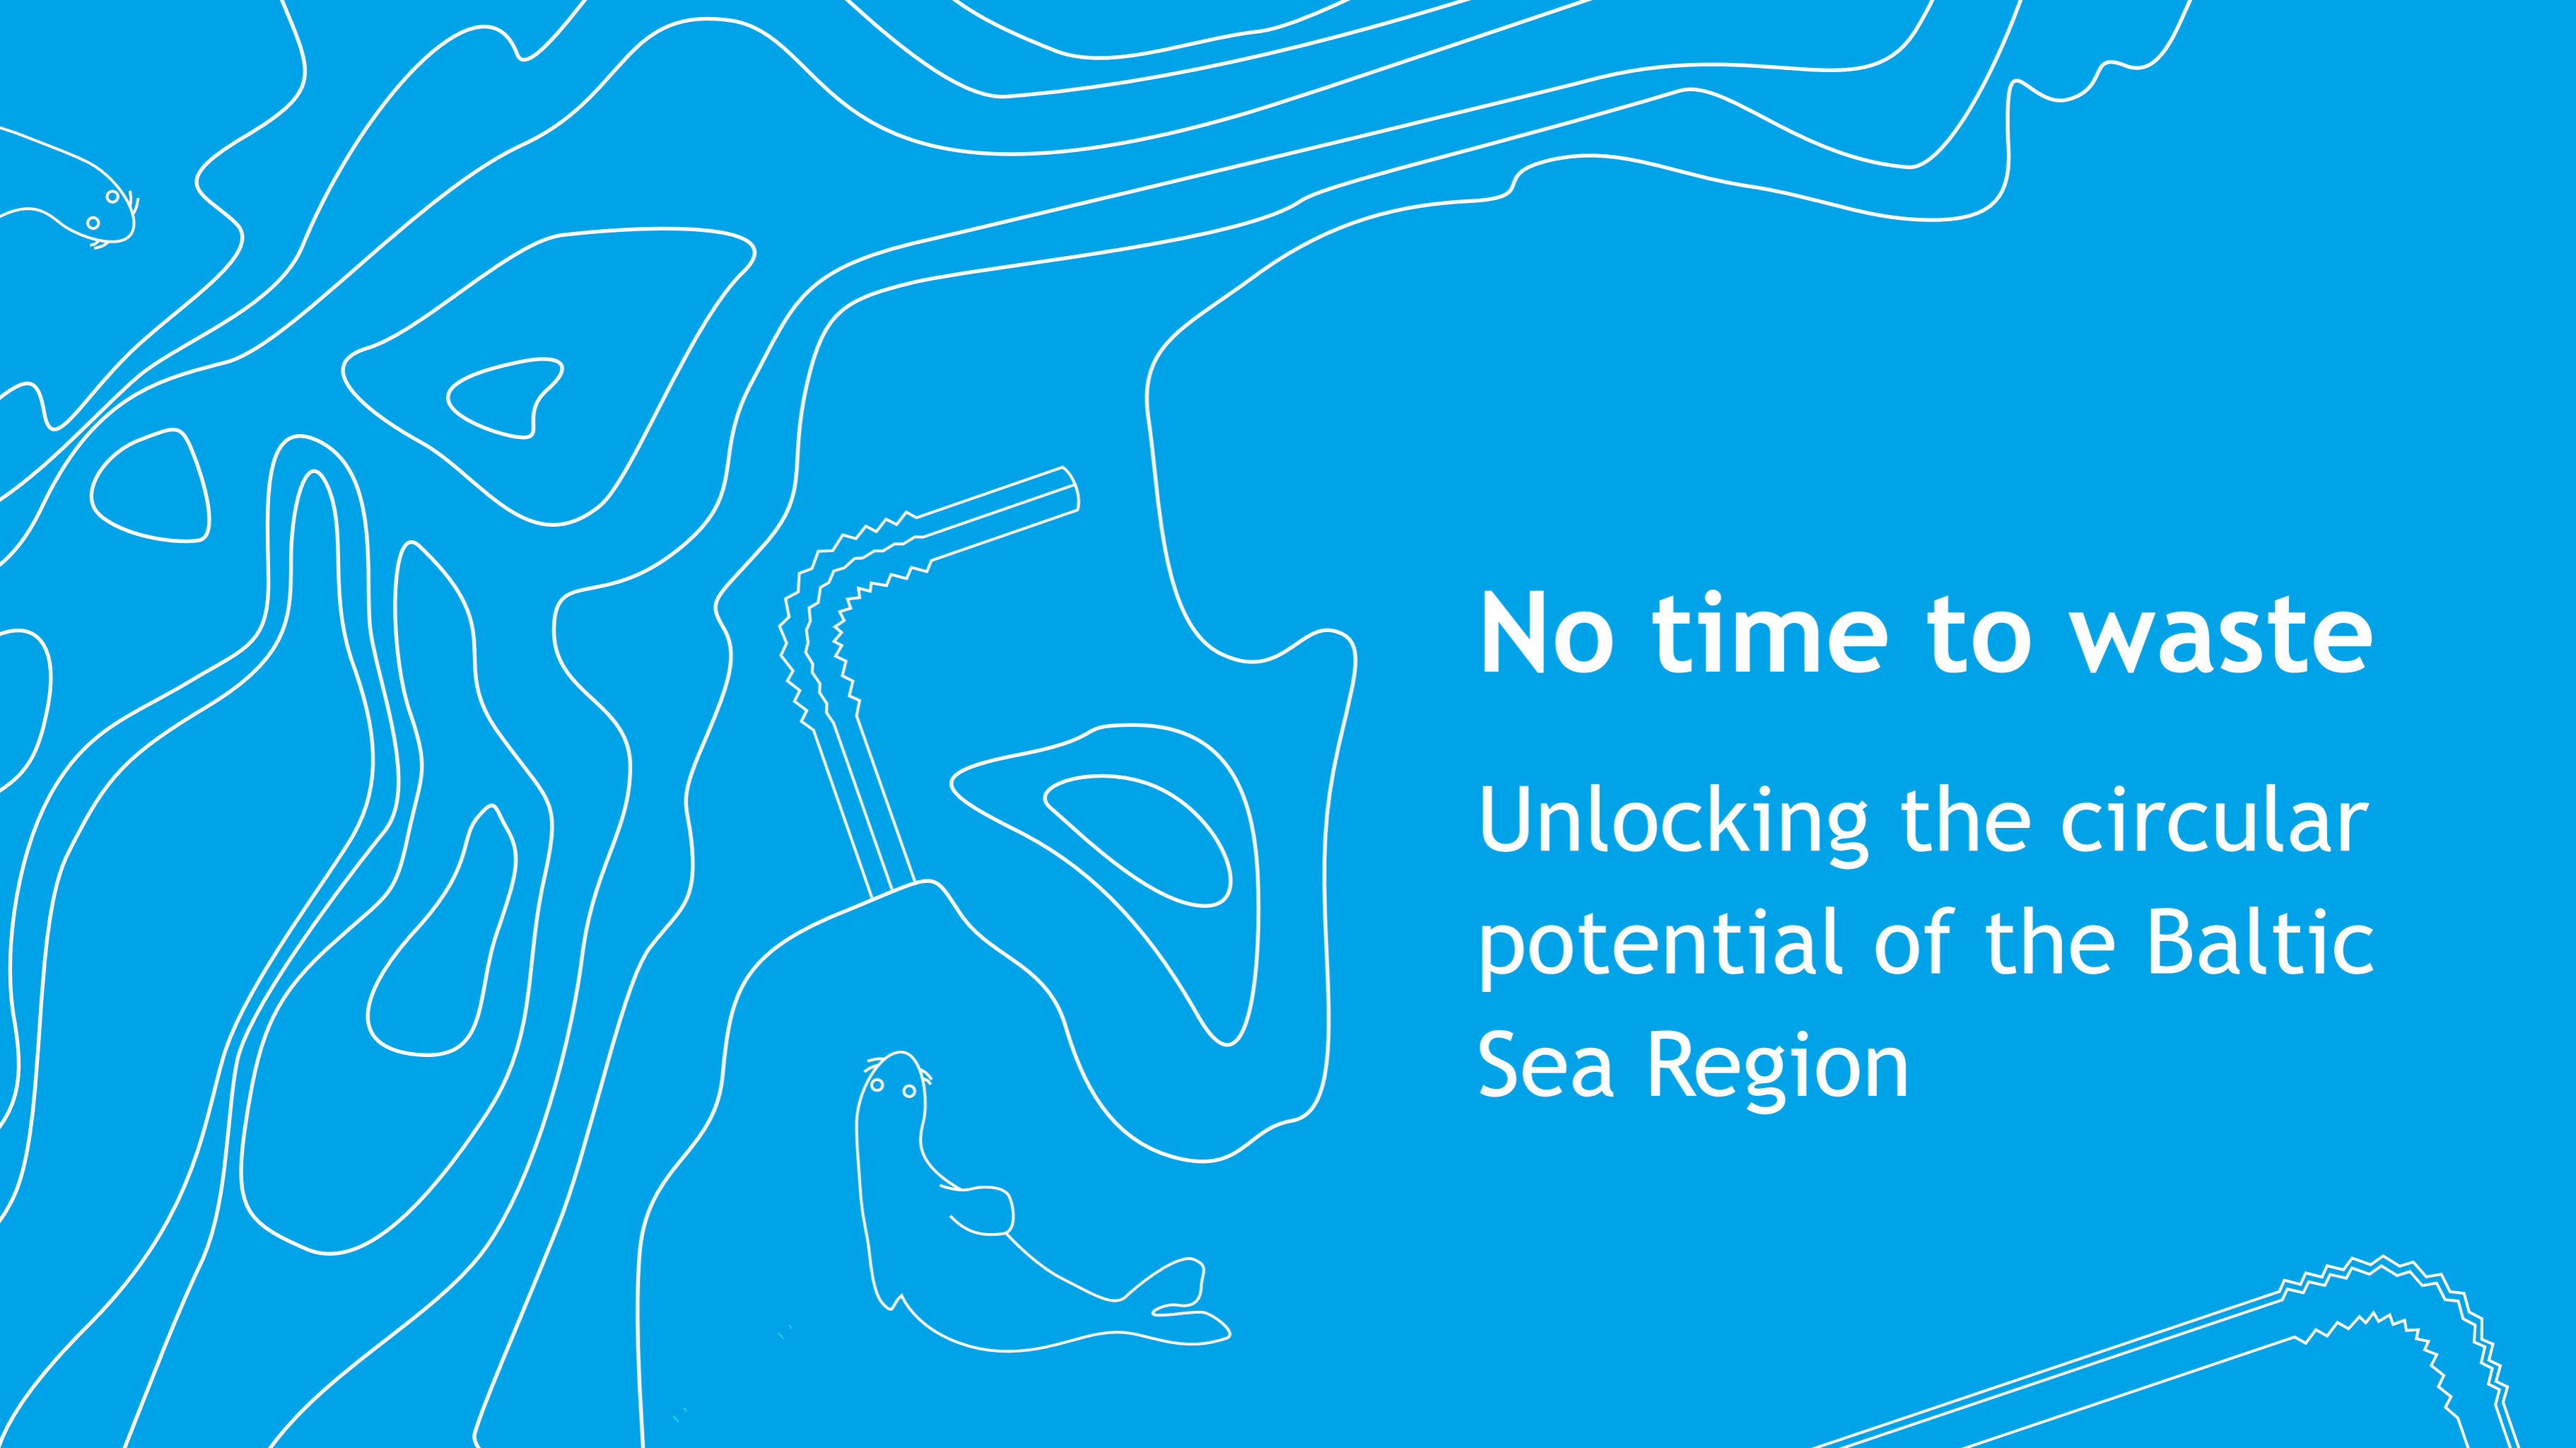 No time to waste
Unlocking the circular
potential of the Baltic
Sea Region